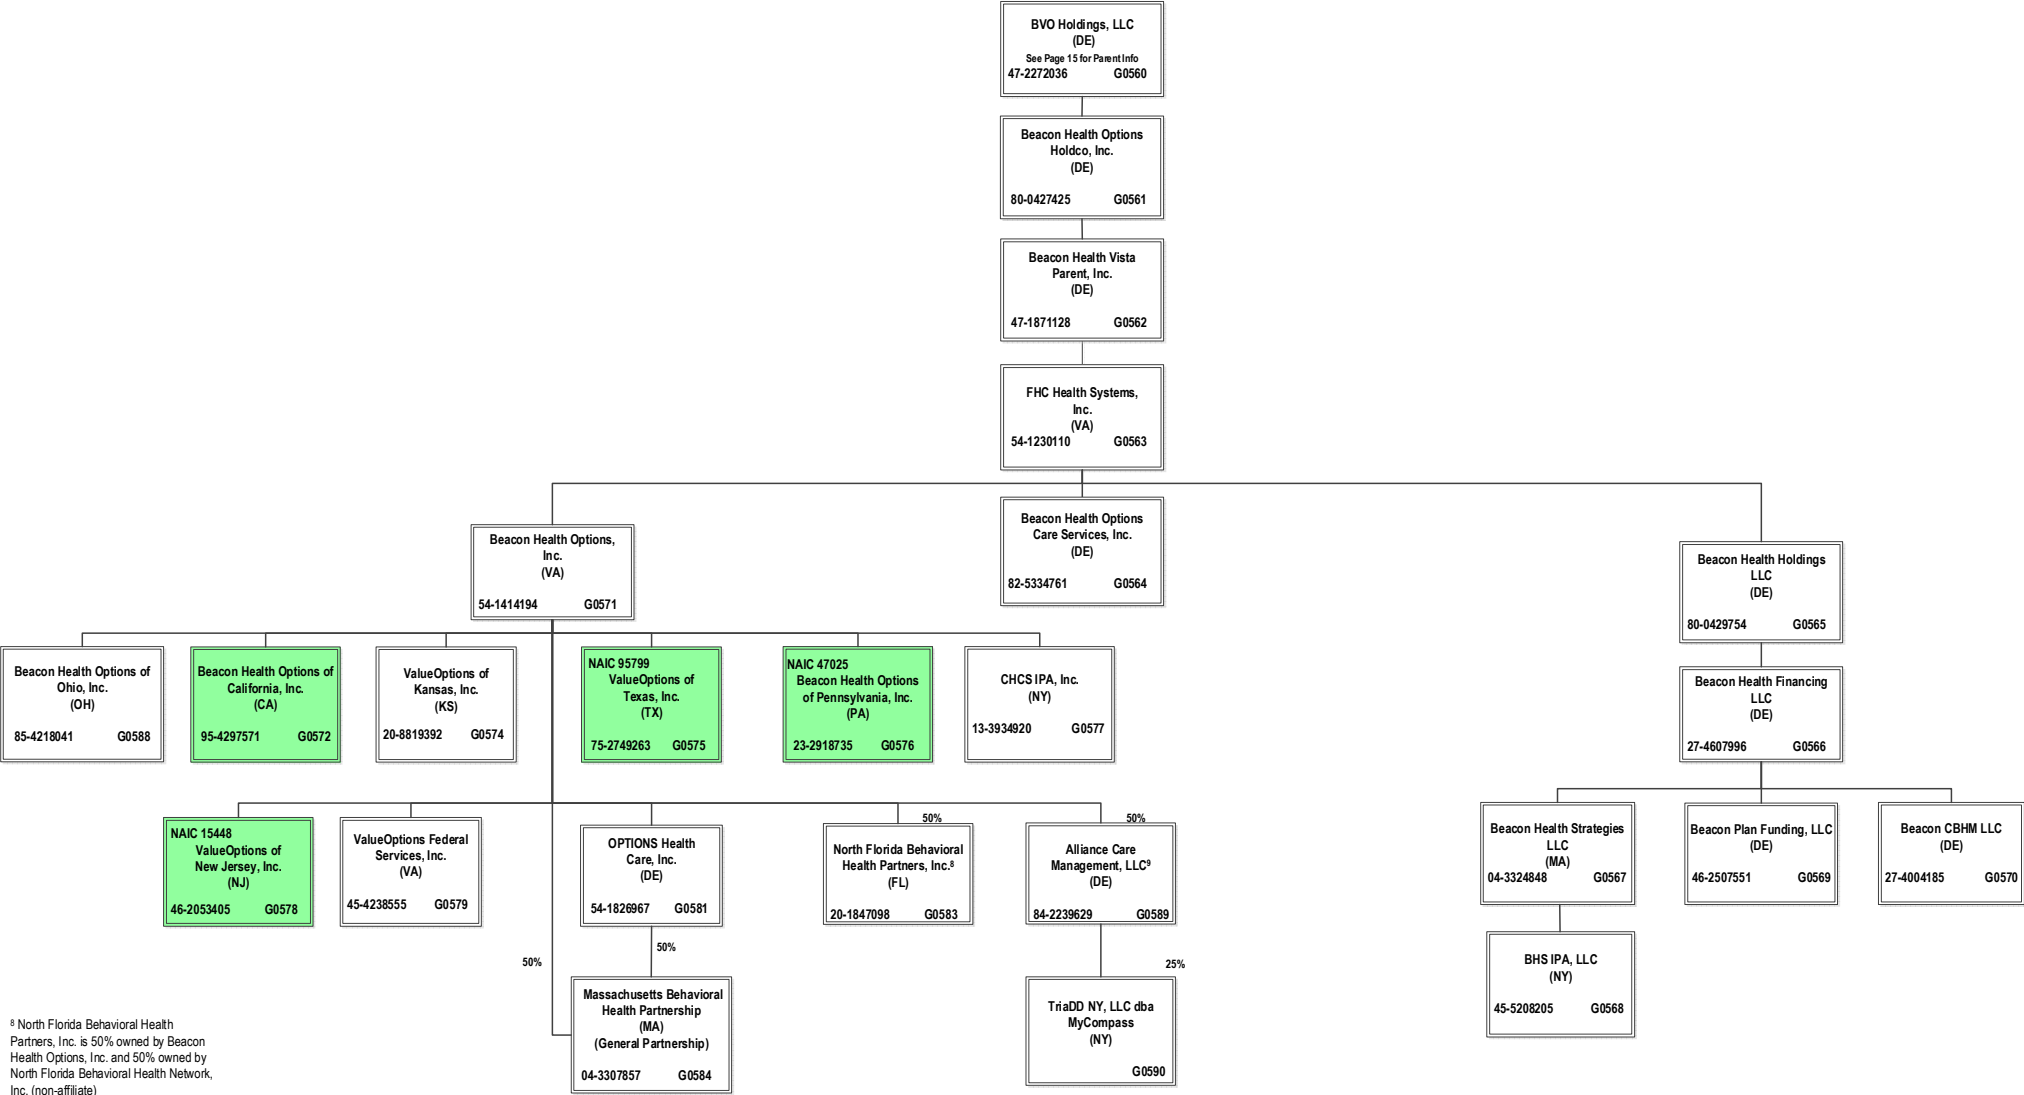 BVO Holdings, LLC
(DE)
See Page 15 for Parent Info
47-2272036 G0560
Beacon Health Options
Holdco, Inc.
(DE)
80-0427425 G0561
Beacon Health Vista
Parent, Inc.
(DE)
47-1871128 G0562
FHC Health Systems,
Inc.
(VA)
54-1230110 G0563
Beacon Health Options,
Inc.
(VA)
54-1414194 G0571
Beacon Health Options
Care Services, Inc.
(DE)
82-5334761 G0564
Beacon Health Holdings
LLC
(DE)
80-0429754 G0565
Beacon Health Options of
Ohio, Inc.
(OH)
85-4218041 G0588
Beacon Health Options of
California, Inc.
(CA)
95-4297571 G0572
ValueOptions of
Kansas, Inc.
(KS)
20-8819392 G0574
NAIC 95799
ValueOptions of
Texas, Inc.
(TX)
75-2749263 G0575
NAIC 47025
Beacon Health Options
of Pennsylvania, Inc.
(PA)
23-2918735 G0576
CHCS IPA, Inc.
(NY)
13-3934920 G0577
Beacon Health Financing
LLC
(DE)
27-4607996 G0566
NAIC 15448
ValueOptions of
New Jersey, Inc.
(NJ)
46-2053405 G0578
ValueOptions Federal
Services, Inc.
(VA)
45-4238555 G0579
OPTIONS Health
Care, Inc.
(DE)
54-1826967 G0581
50%
North Florida Behavioral
Health Partners, Inc.⁸
(FL)
20-1847098 G0583
50%
Alliance Care
Management, LLC⁹
(DE)
84-2239629 G0589
Beacon Health Strategies
LLC
(MA)
04-3324848 G0567
Beacon Plan Funding, LLC
(DE)
46-2507551 G0569
Beacon CBHM LLC
(DE)
27-4004185 G0570
50%
50%
Massachusetts Behavioral
Health Partnership
(MA)
(General Partnership)
04-3307857 G0584
25%
TriaDD NY, LLC dba
MyCompass
(NY)
G0590
BHS IPA, LLC
(NY)
45-5208205 G0568
⁸ North Florida Behavioral Health
Partners, Inc. is 50% owned by Beacon
Health Options, Inc. and 50% owned by
North Florida Behavioral Health Network,
Inc. (non-affiliate)